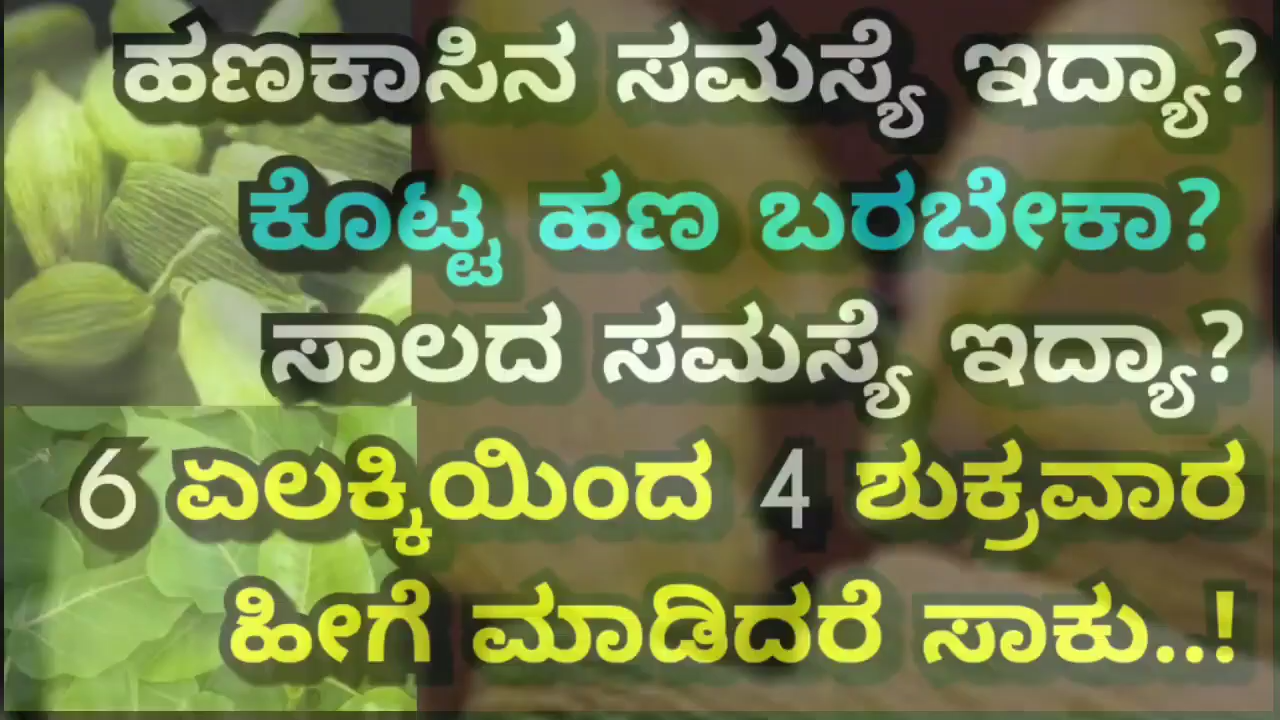 ಹಣಕಾಸಿನ ಸಮಸ್ಯೆ ಇದ್ಯಾ?
ಕೊಟ್ಟ ಹಣ ಬರಬೇಕಾ?
ಸಾಲದ ಸಮಸ್ಯೆ ಇದ್ಯಾ?
6 ಏಲಕ್ಕಿಯಿಂದ 4 ಶುಕ್ರವಾರ
ಹೀಗೆ ಮಾಡಿದರೆ ಸಾಕು..!